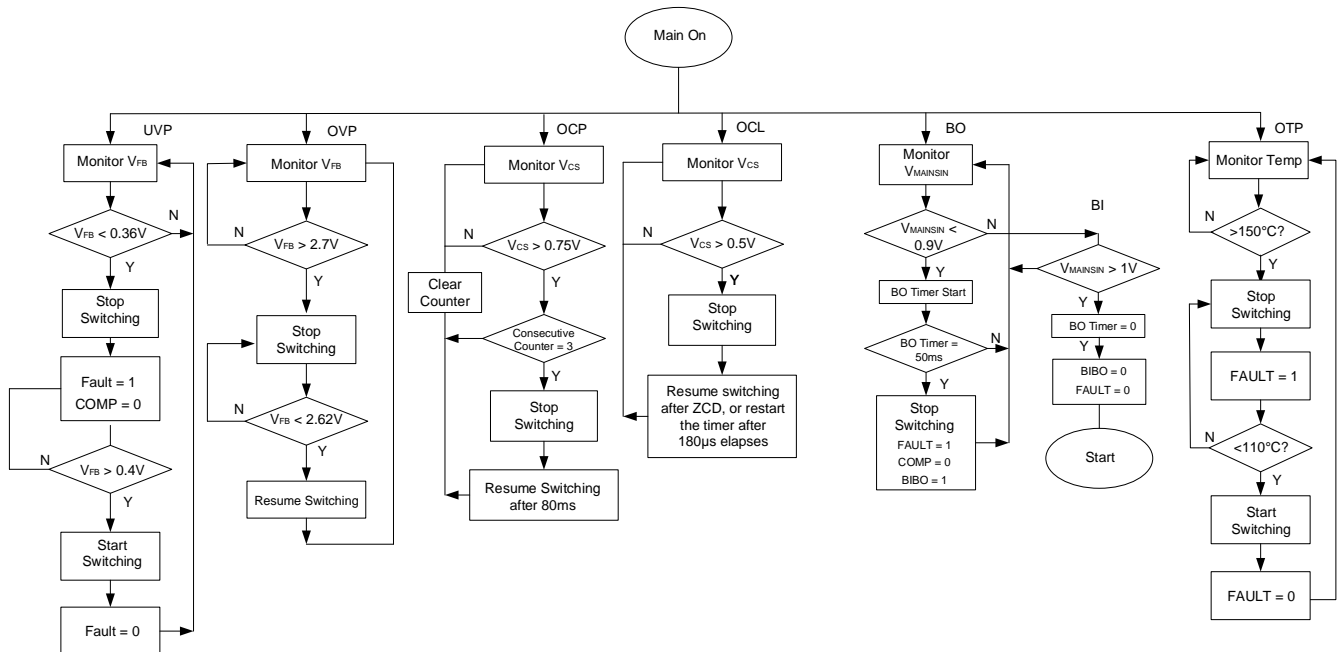 Main On
UVP
Monitor VFB
VFB < 0.36V
N
Y
Stop
Switching
Fault = 1
COMP = 0
N
VFB > 0.4V
Y
Start
Switching
Fault = 0
OVP
Monitor VFB
N
VFB > 2.7V
Y
Stop
Switching
N
VFB < 2.62V
Y
Resume Switching
OCP
Monitor VCS
N
VCS > 0.75V
Y
Clear
Counter
Consecutive
Counter = 3
Y
Stop
Switching
Resume Switching
after 80ms
OCL
Monitor VCS
N
VCS > 0.5V
Y
Stop
Switching
Resume switching
after ZCD, or restart
the timer after
180µs elapses
BO
Monitor
VMAINSIN
VMAINSIN <
0.9V
N
Y
BO Timer Start
BO Timer =
50ms
N
Y
Stop
Switching
FAULT = 1
COMP = 0
BIBO = 1
BI
VMAINSIN > 1V
Y
BO Timer = 0
Y
BIBO = 0
FAULT = 0
Start
OTP
Monitor Temp
N
>150°C?
Y
Stop
Switching
FAULT = 1
N
<110°C?
Y
Start
Switching
FAULT = 0